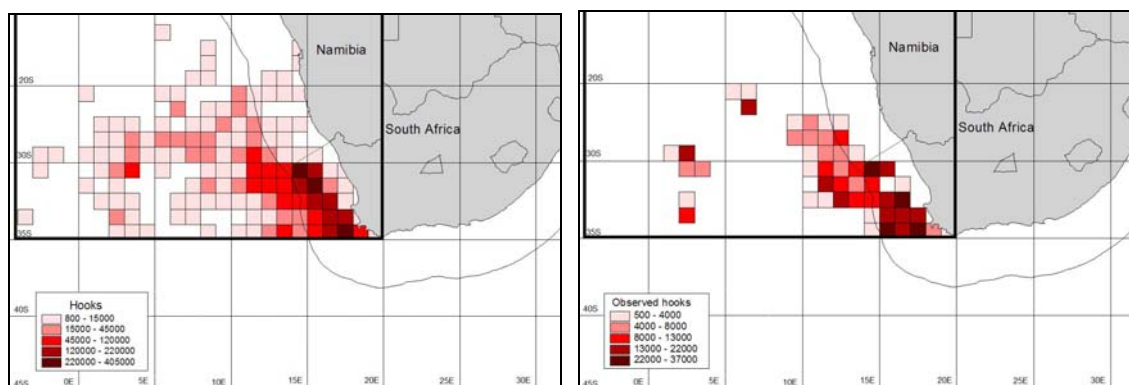 Namibia
20S
South Africa
30S
35S
40S
45S
0E 5E 10E 15E 20E 25E 30E
Hooks
800 - 15000
15000 - 45000
45000 - 120000
120000 - 220000
220000 - 405000
Namibia
20S
South Africa
30S
35S
40S
45S
0E 5E 10E 15E 20E 25E 30E
Observed hooks
500 - 4000
4000 - 8000
8000 - 13000
13000 - 22000
22000 - 37000